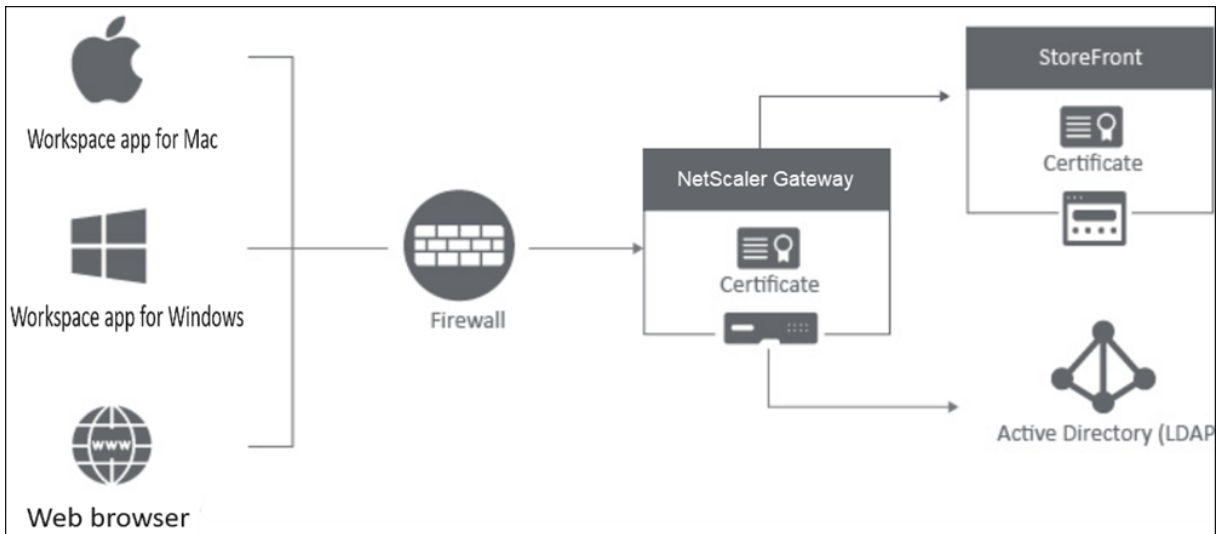 Workspace app for Mac
Workspace app for Windows
www
Web browser
Firewall
NetScaler Gateway
Certificate
StoreFront
Certificate
Active Directory (LDAP